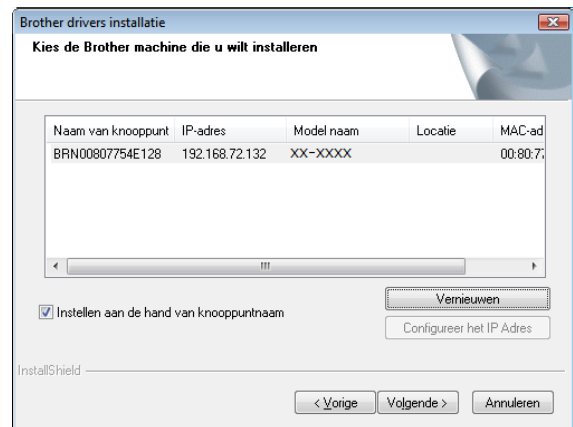 Brother drivers installatie
Kies de Brother machine die u wilt installeren
Naam van knooppunt IP-adres Model naam Locatie MAC-ad
BRN00807754E128 192.168.72.132 XX-XXXX 00:80:7
Vernieuwen
Instellen aan de hand van knooppuntnaam
Configureer het IP Adres
InstallShield
< Vorige Volgende > Annuleren